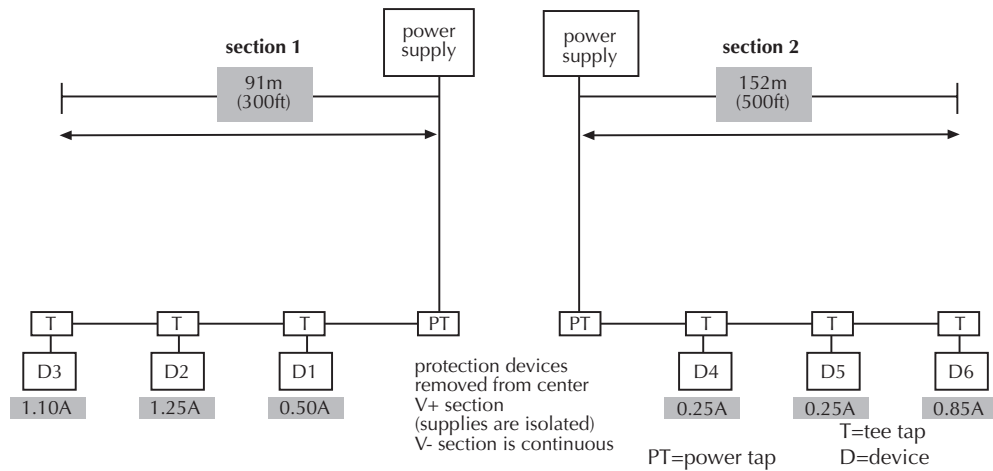 power
supply
section 1
91m
(300ft)
power
supply
section 2
152m
(500ft)
T
T
T
PT
D3
D2
D1
1.10A
1.25A
0.50A
protection devices
removed from center
V+ section
(supplies are isolated)
V- section is continuous
PT
T
T
T
D4
D5
D6
0.25A
0.25A
0.85A
PT=power tap
T=tee tap
D=device